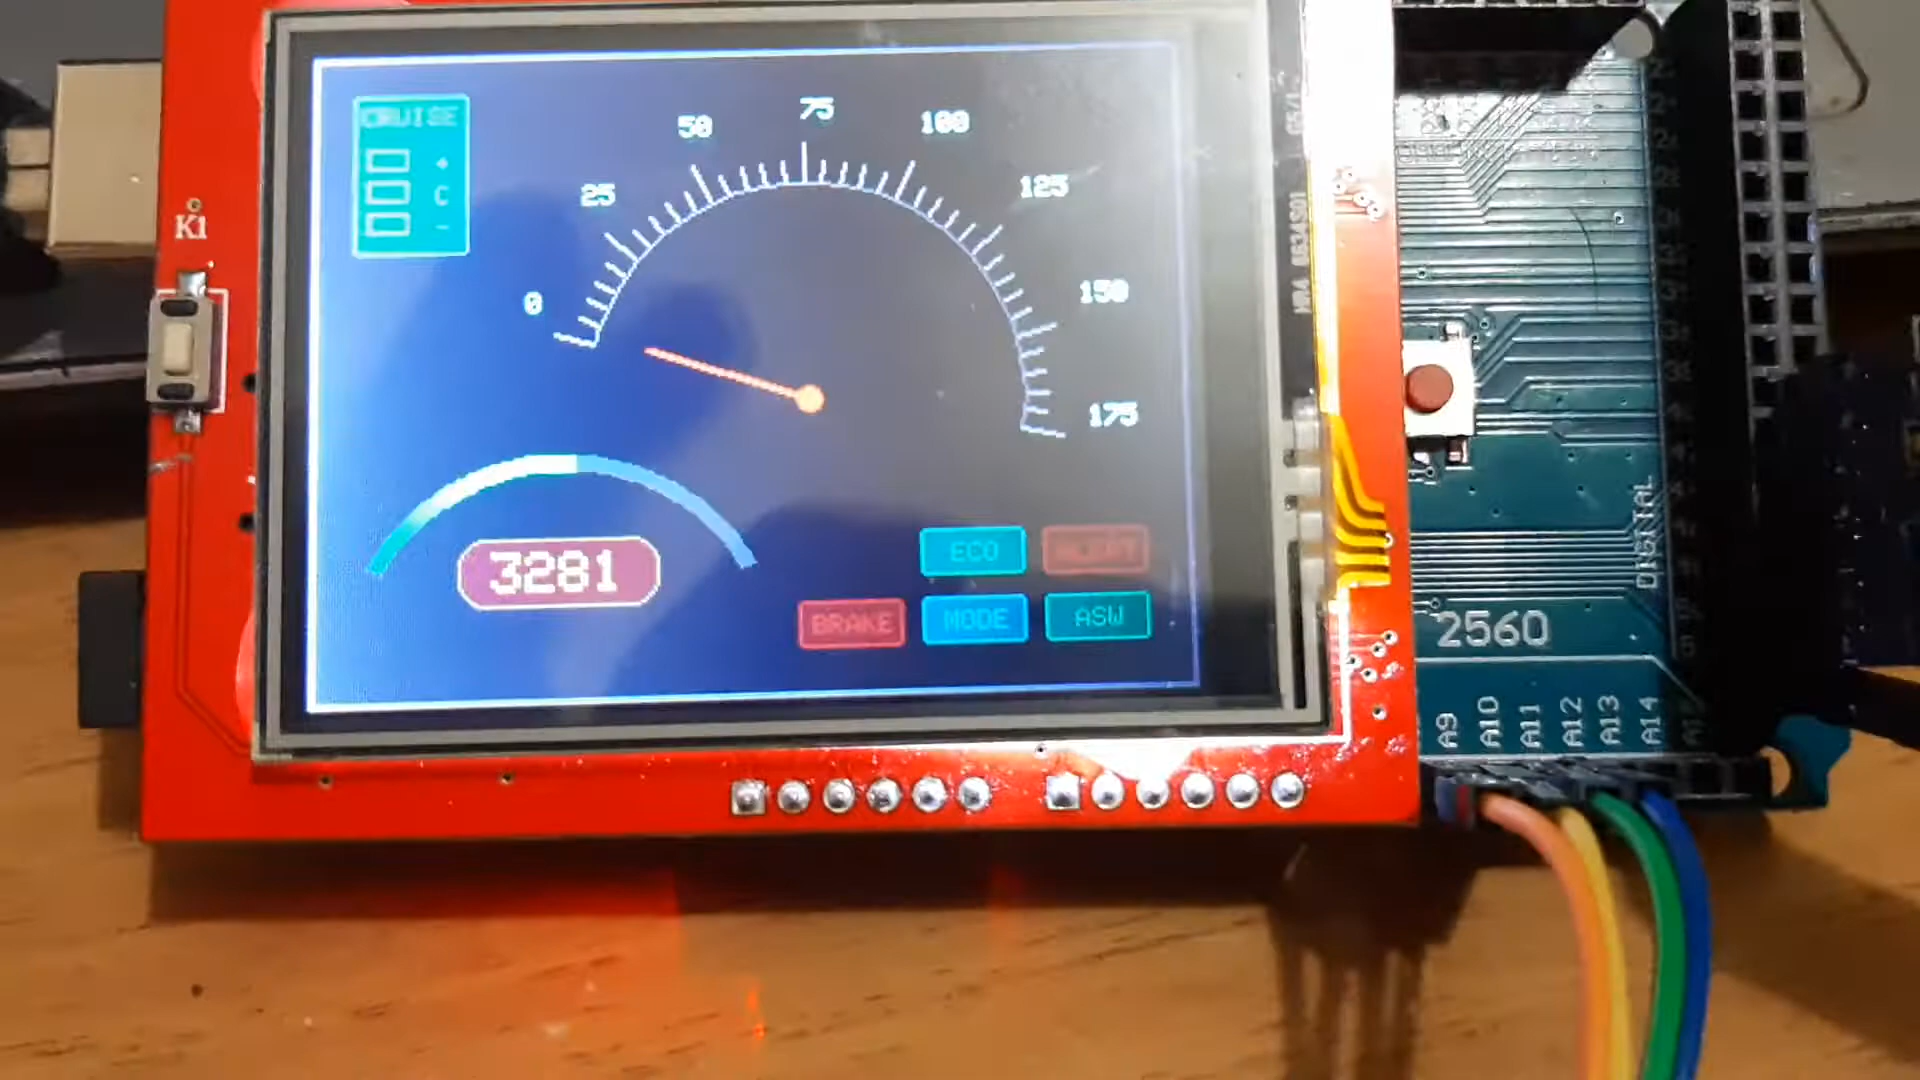 K1
CRUISE
+
C
-
0
25
50
75
100
125
150
175
3281
ECO
ALERT
BRAKE
MODE
ASW
DIGITAL
2560
A9
A10
A11
A12
A13
A14